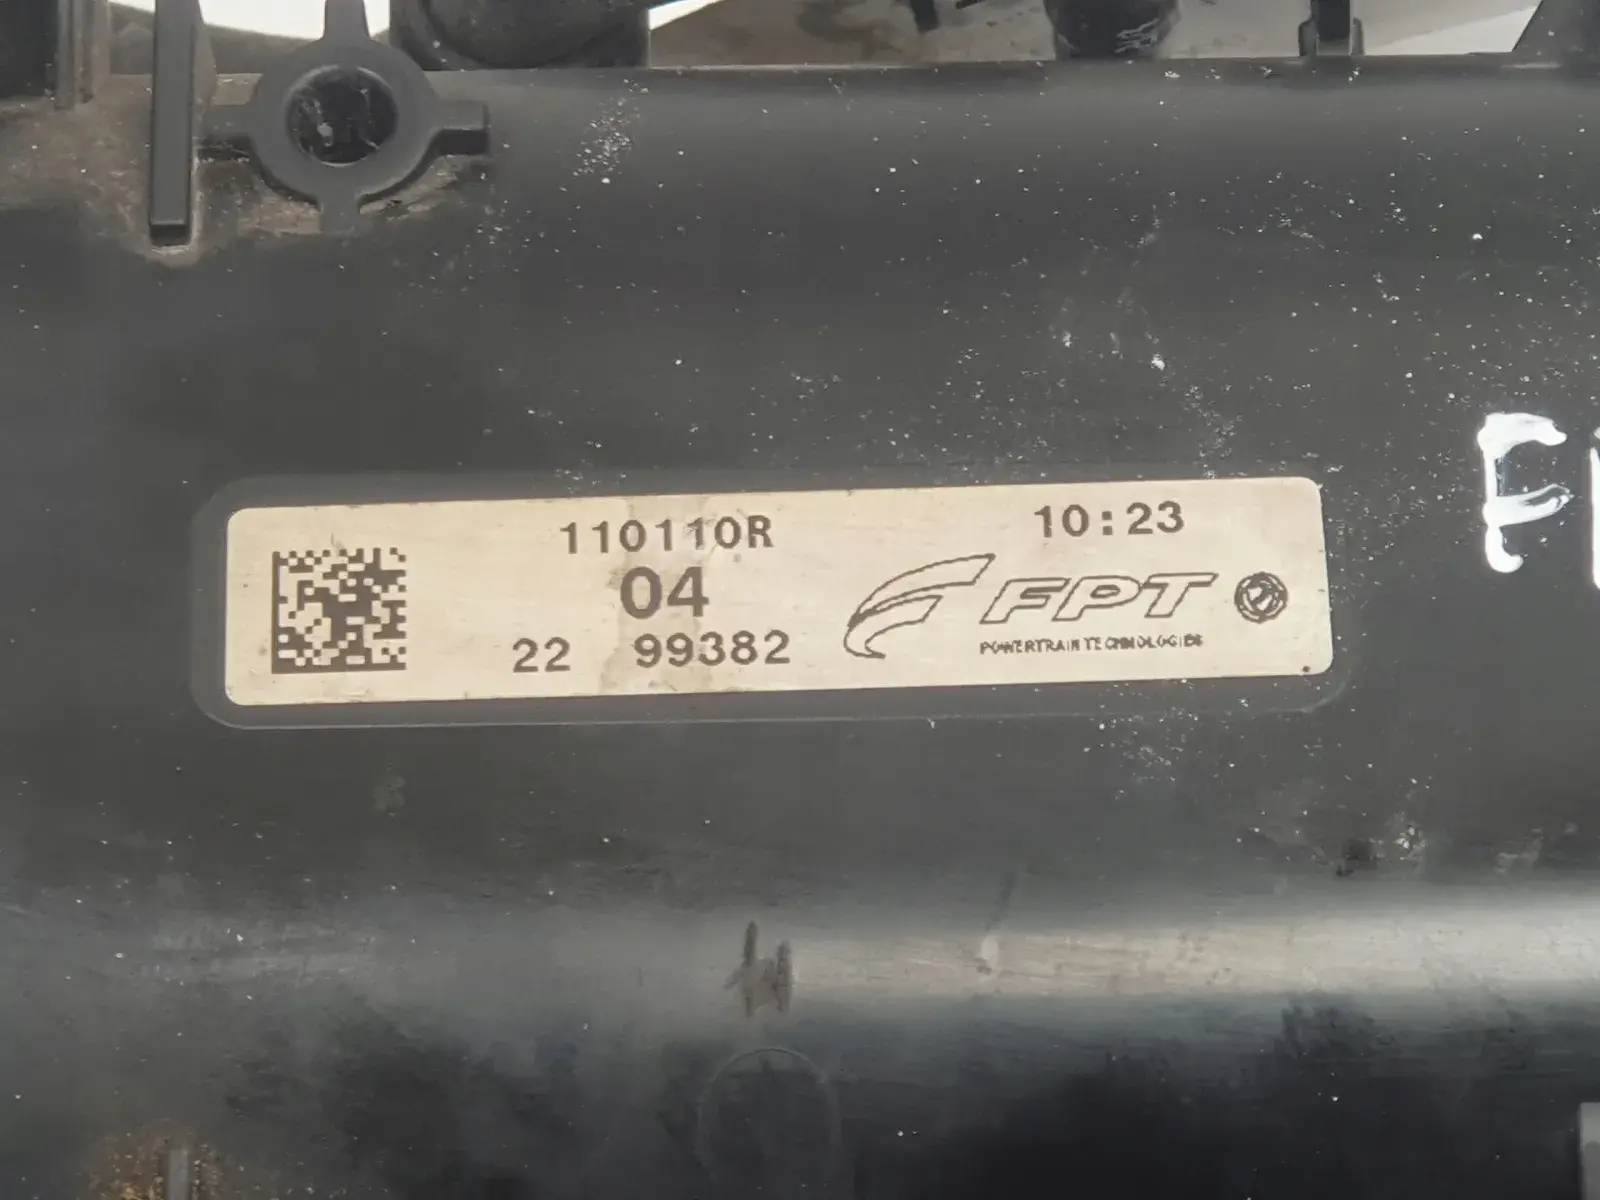 110110R
10:23
04
FPT
22 99382
POWERTRAIN TECHNOLOGIES